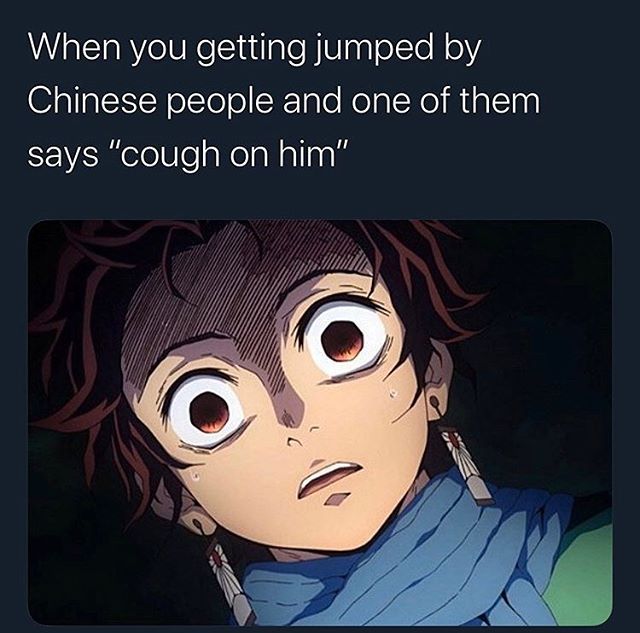 When you getting jumped by
Chinese people and one of them
says “cough on him”